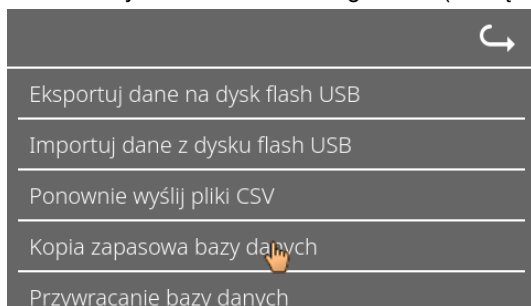 Eksportuj dane na dysk flash USB
Importuj dane z dysku flash USB
Ponownie wyślij pliki CSV
Kopia zapasowa bazy danych
Przywracanie bazy danych